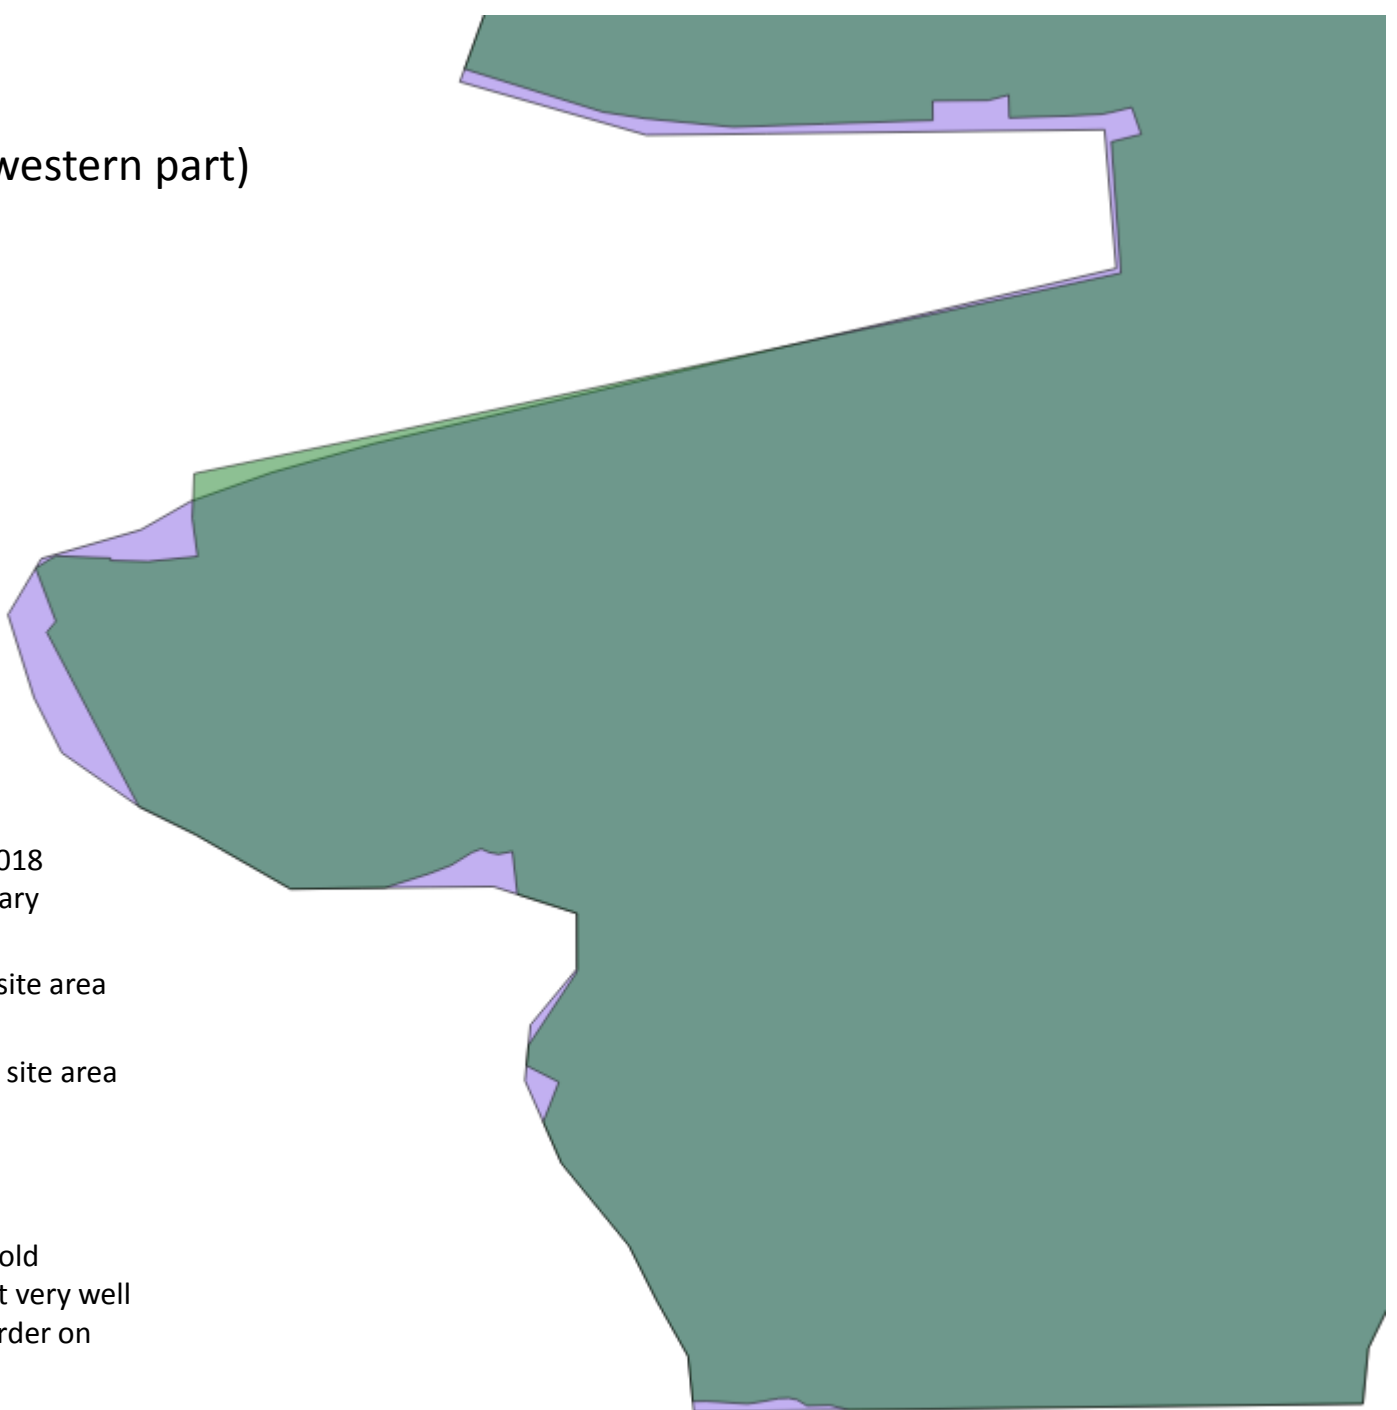 western part)
018
ary
site area
site area
old
t very well
rder on